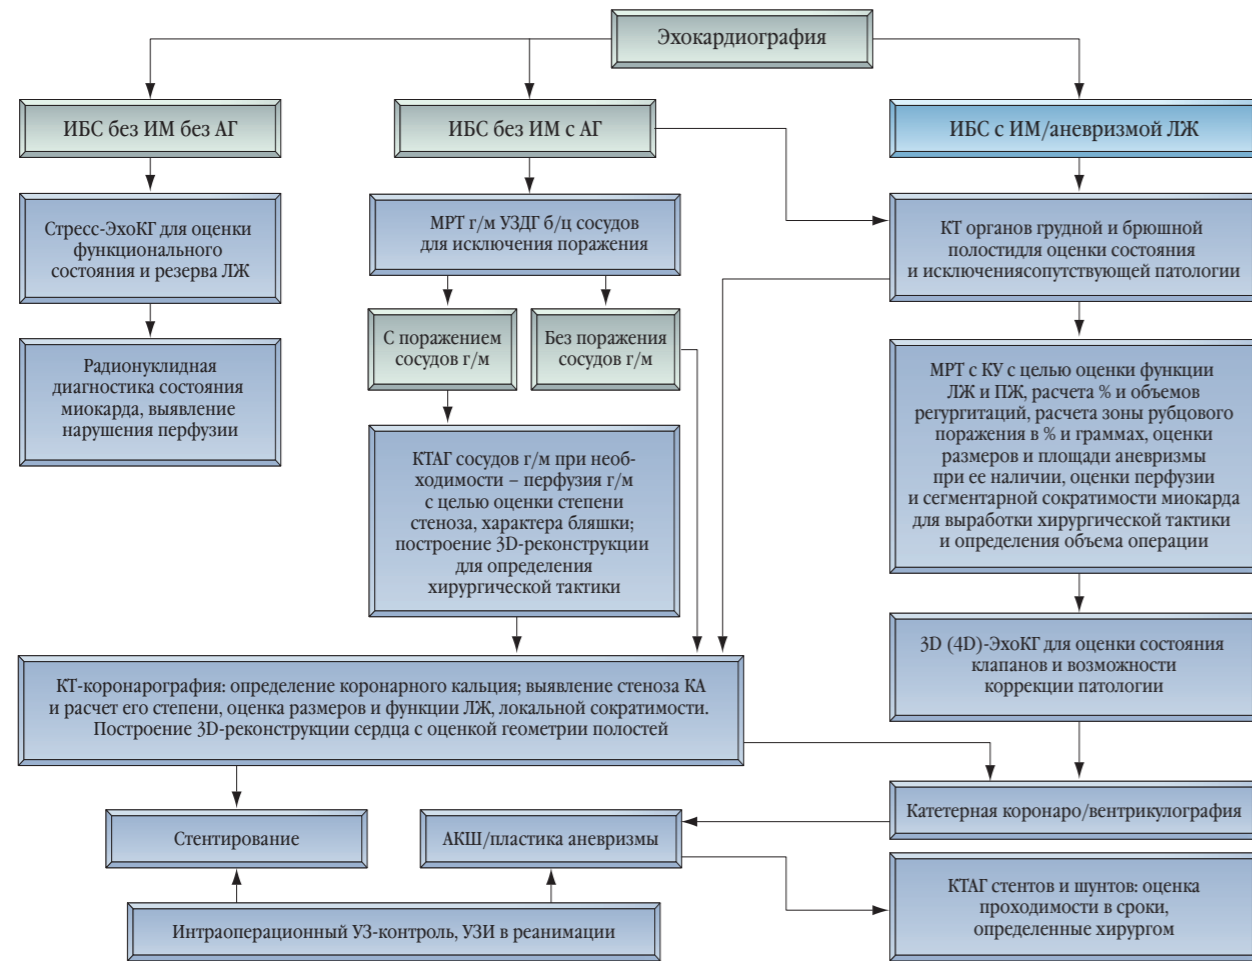 Эхокардиография
ИБС без ИМ без АГ
ИБС без ИМ с АГ
ИБС с ИМ/аневризмой ЛЖ
Стресс-ЭхоКГ для оценки
функционального
состояния и резерва ЛЖ
МРТ г/м УЗДГ б/ц сосудов
для исключения поражения
КТ органов грудной и брюшной
полостидля оценки состояния
и исключениясопутствующей патологии
С поражением
сосудов г/м
Без поражения
сосудов г/м
Радионуклидная
диагностика состояния
миокарда, выявление
нарушения перфузии
МРТ с КУ с целью оценки функции
ЛЖ и ПЖ, расчета % и объемов
регургитаций, расчета зоны рубцового
поражения в % и граммах, оценки
размеров и площади аневризмы
при ее наличии, оценки перфузии
и сегментарной сократимости миокарда
для выработки хирургической тактики
и определения объема операции
КТАГ сосудов г/м при необ-
ходимости – перфузия г/м
с целью оценки степени
стеноза, характера бляшки;
построение 3D-реконструкции
для определения
хирургической тактики
3D (4D)-ЭхоКГ для оценки состояния
клапанов и возможности
коррекции патологии
КТ-коронарография: определение коронарного кальция; выявление стеноза КА
и расчет его степени, оценка размеров и функции ЛЖ, локальной сократимости.
Построение 3D-реконструкции сердца с оценкой геометрии полостей
Катетерная коронаро/вентрикулография
Стентирование
АКШ/пластика аневризмы
КТАГ стентов и шунтов: оценка
проходимости в сроки,
определенные хирургом
Интраоперационный УЗ-контроль, УЗИ в реанимации